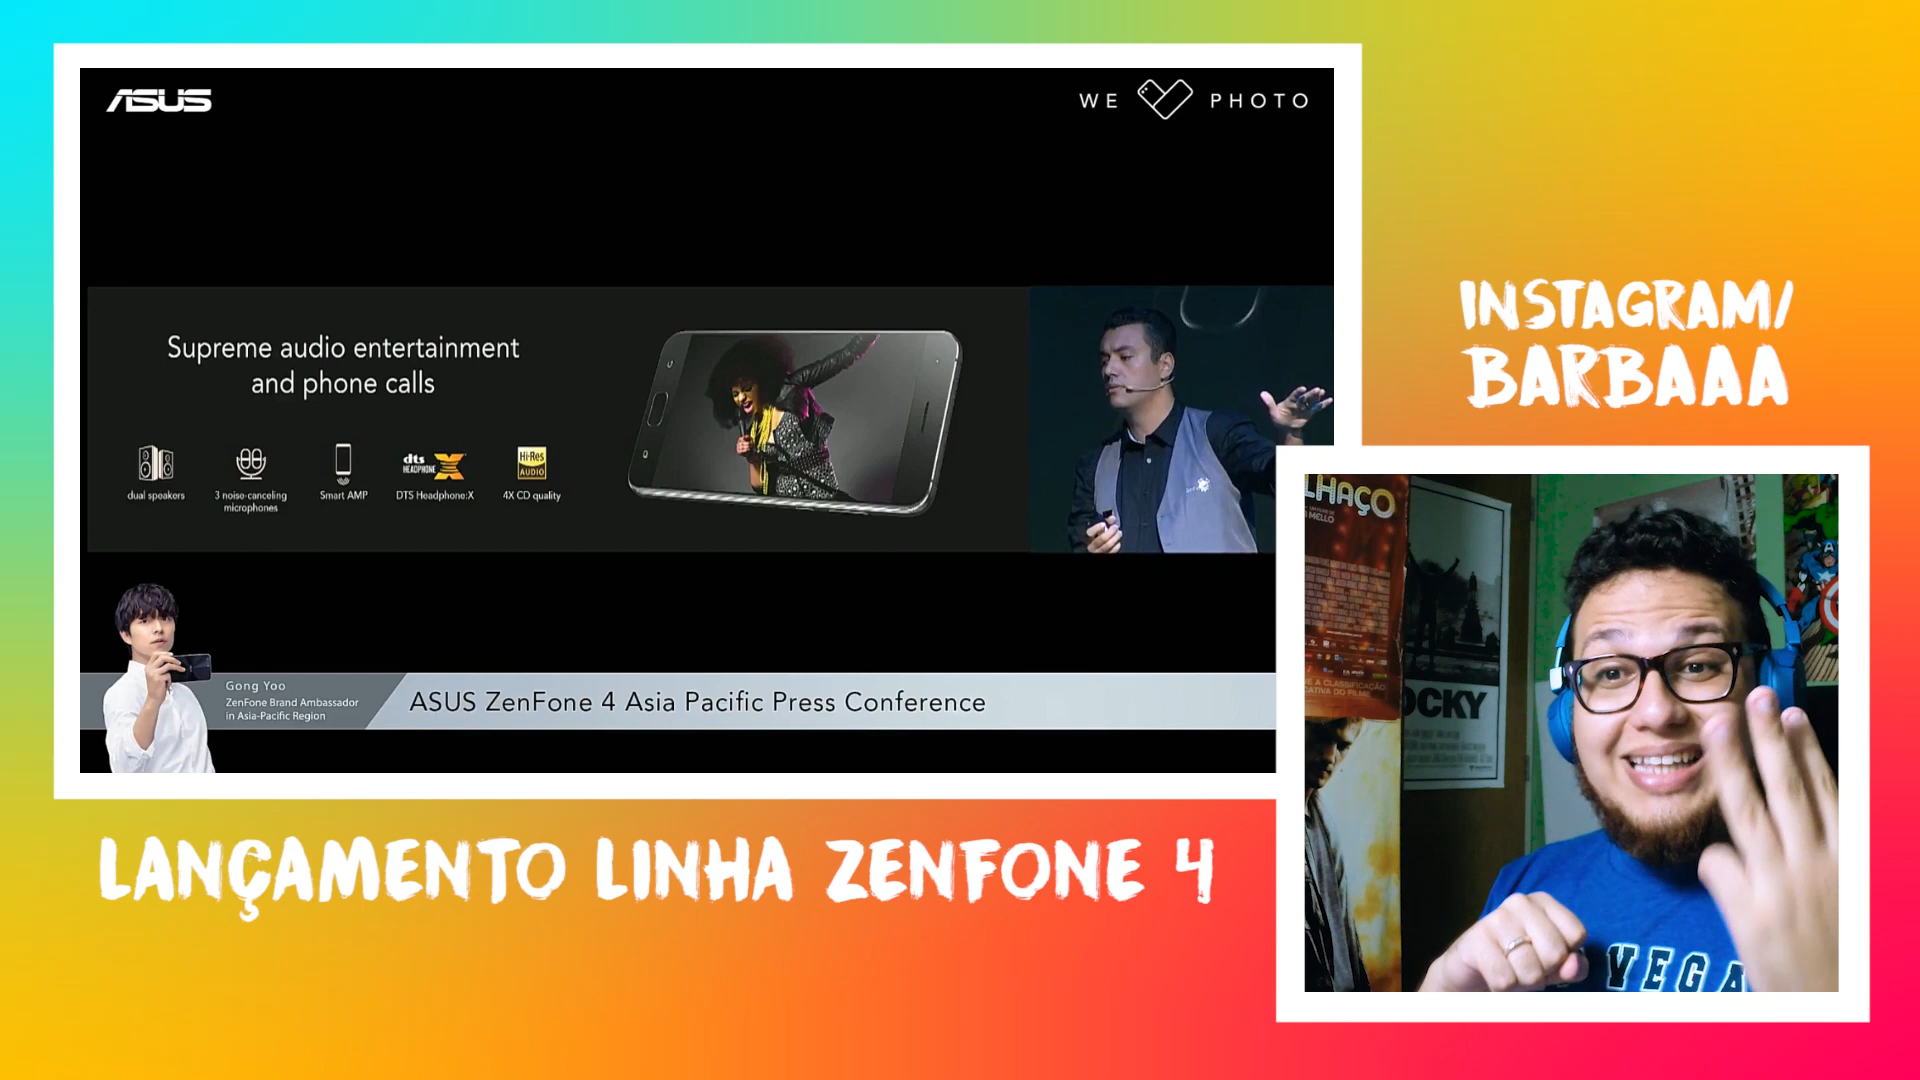 ASUS
WE PHOTO
Supreme audio entertainment
and phone calls
dts
HEADPHONE X
Hi-Res
AUDIO
dual speakers
3 noise-canceling
microphones
Smart AMP
DTS Headphone:X
4X CD quality
Gong Yoo
ZenFone Brand Ambassador
in Asia-Pacific Region
ASUS ZenFone 4 Asia Pacific Press Conference
INSTAGRAM/
BARBAAA
LHAÇO
MELLO
OCKY
VEGA
LANÇAMENTO LINHA ZENFONE 4